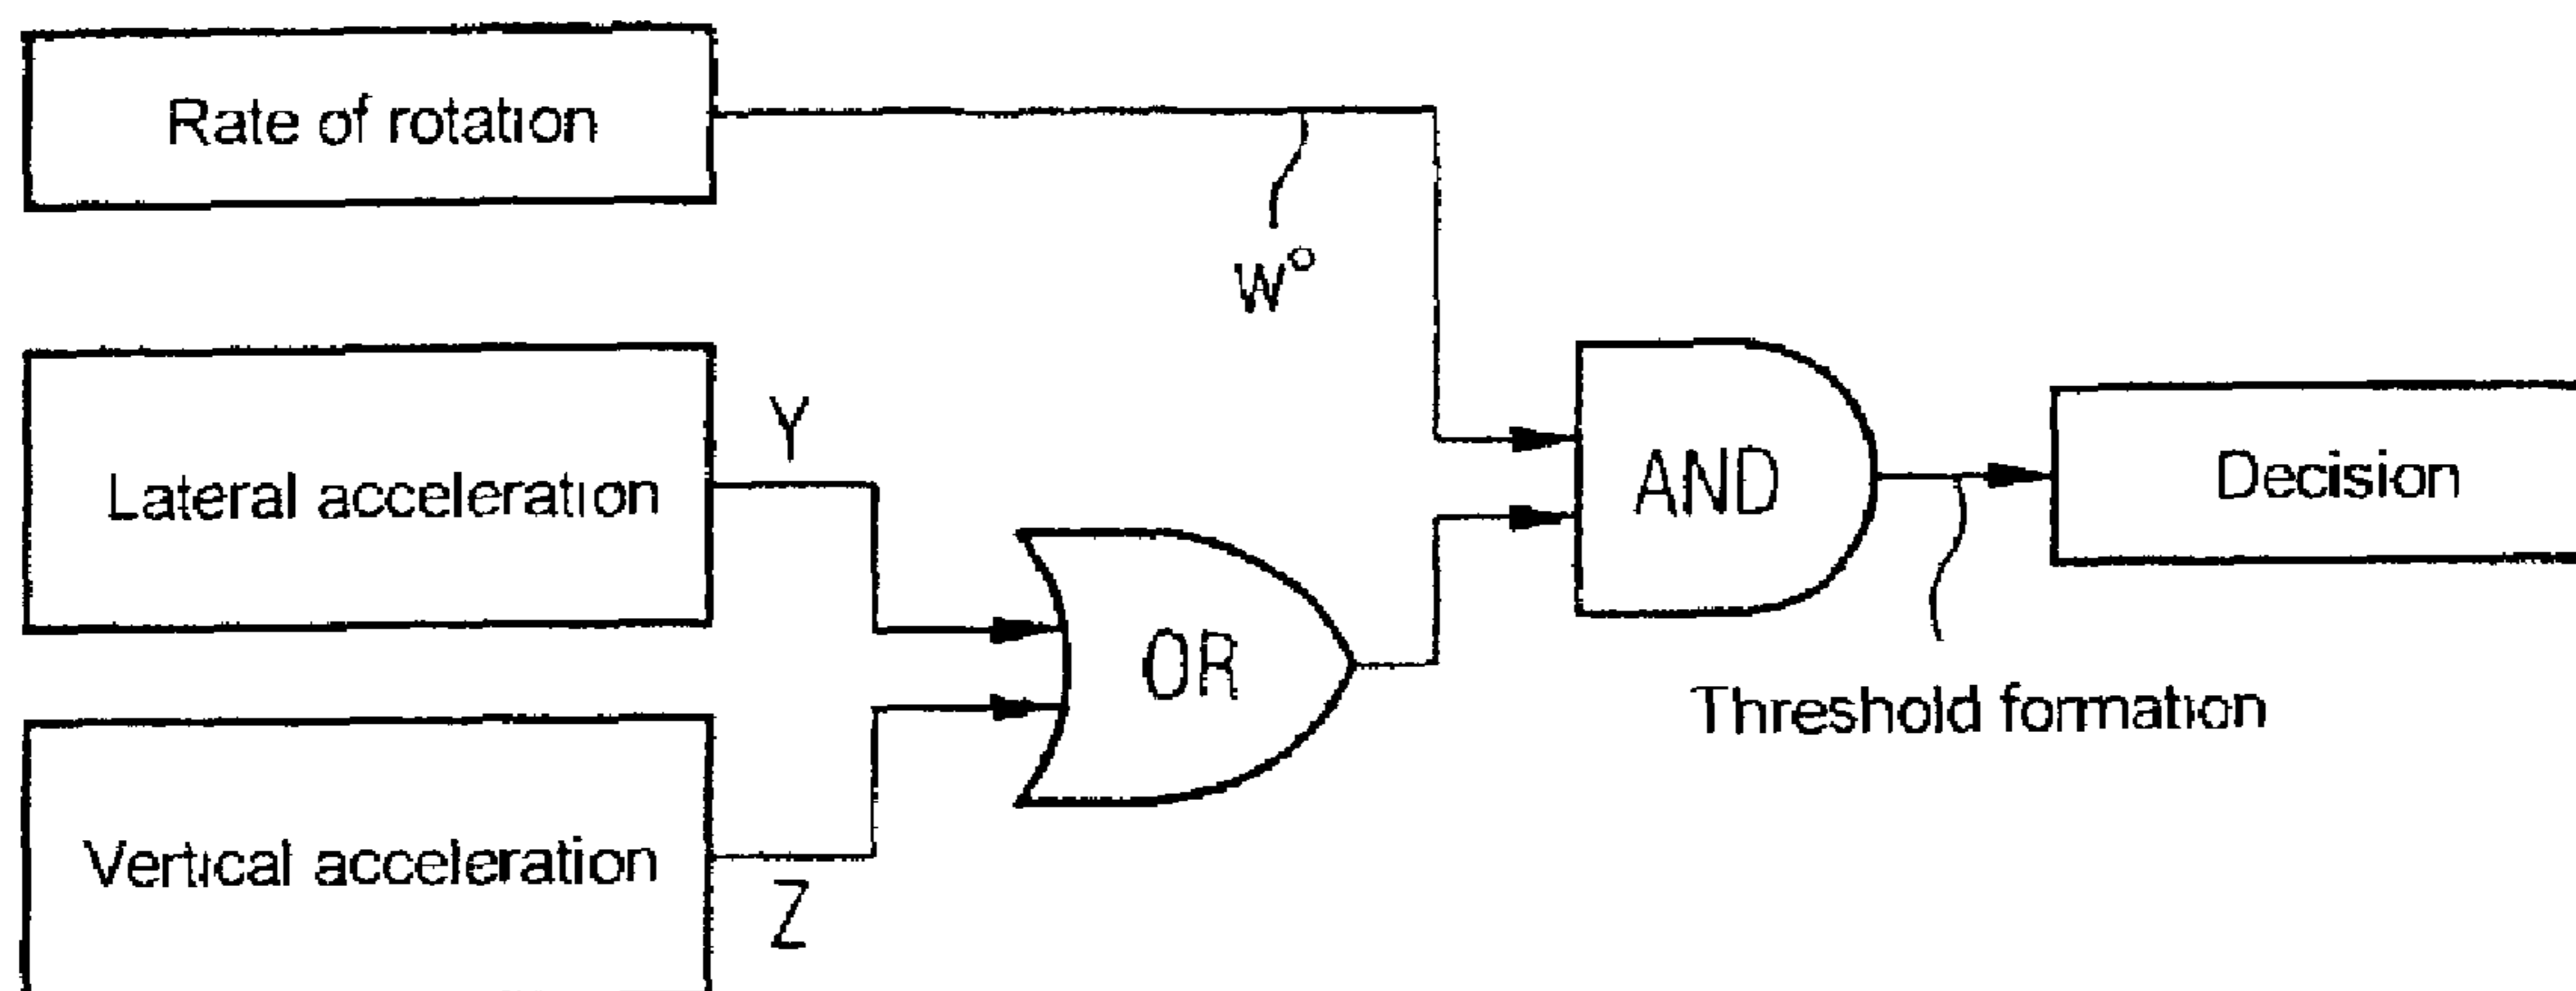 Rate of rotation
W°
Lateral acceleration
Y
AND
Decision
OR
Threshold formation
Vertical acceleration
Z